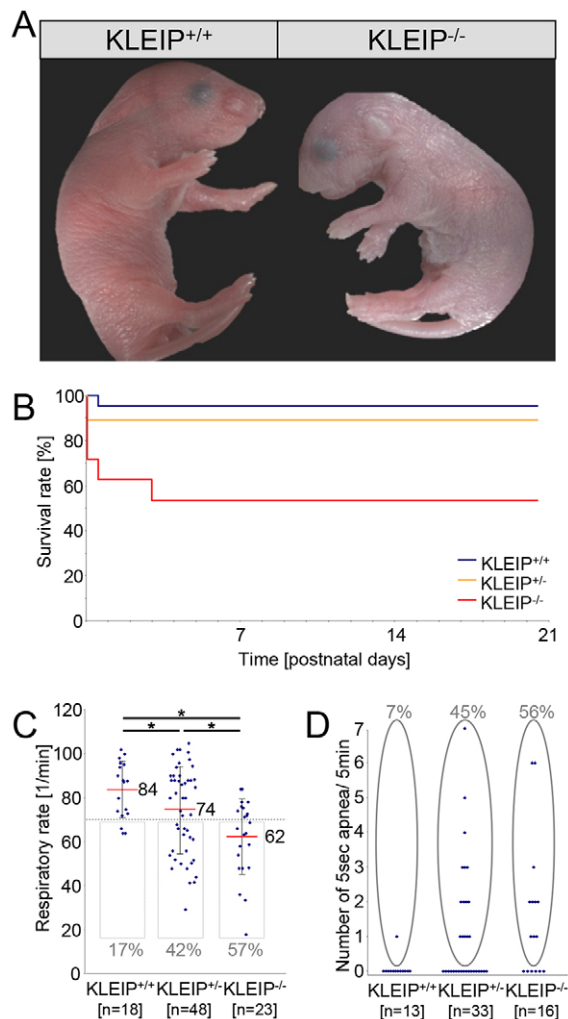 A
KLEIP+/+ KLEIP-/-
B
100
80
60
40
20
0
Survival rate [%]
7 14 21
Time [postnatal days]
KLEIP+/+
KLEIP+/-
KLEIP-/-
C
120
100
80
60
40
20
0
Respiratory rate [1/min]
*
* *
84
74
62
17% 42% 57%
KLEIP+/+ KLEIP+/- KLEIP-/-
[n=18] [n=48] [n=23]
D
7% 45% 56%
7
6
5
4
3
2
1
0
Number of 5sec apnea/ 5min
KLEIP+/+ KLEIP+/- KLEIP-/-
[n=13] [n=33] [n=16]